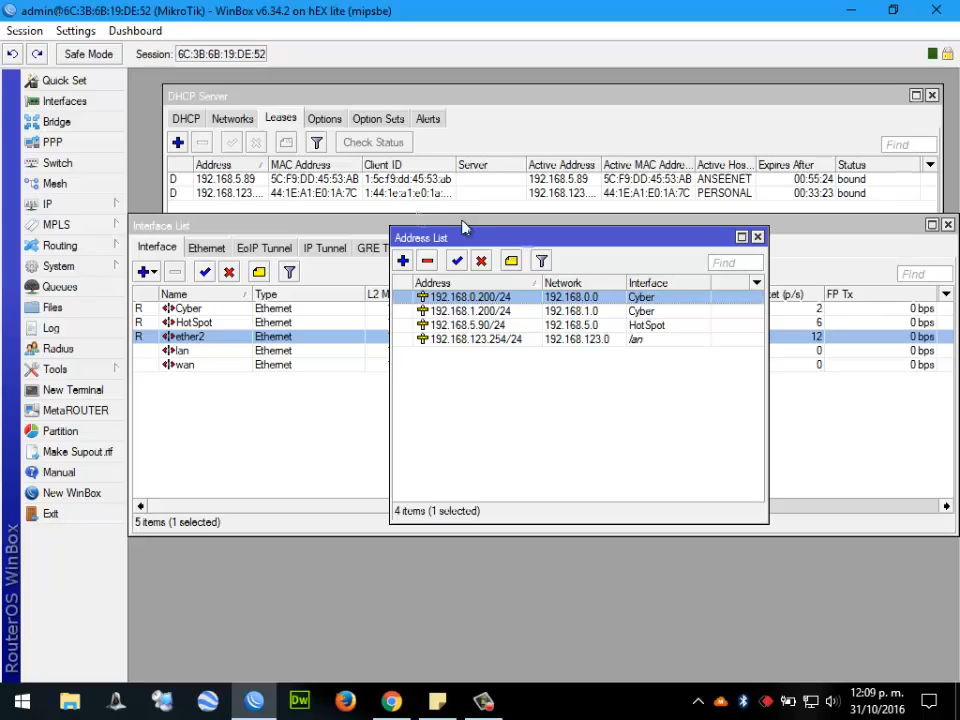 admin@6C:3B:6B:19:DE:52 (MikroTik) - WinBox v6.34.2 on hEX lite (mipsbe)
Session Settings Dashboard
Safe Mode Session: 6C:3B:6B:19:DE:52
Quick Set
Interfaces
Bridge
PPP
Switch
Mesh
IP
MPLS
Routing
System
Queues
Files
Log
Radius
Tools
New Terminal
MetaROUTER
Partition
Make Supout.rif
Manual
New WinBox
Exit
RouterOS WinBox
DHCP Server
DHCP Networks Leases Options Option Sets Alerts
Check Status Find
Address MAC Address Client ID Server Active Address Active MAC Addre... Active Hos... Expires After Status
D 192.168.5.89 5C:F9:DD:45:53:AB 1:5c:f9:dd:45:53:ab 192.168.5.89 5C:F9:DD:45:53:AB ANSEENET 00:55:24 bound
D 192.168.123.... 44:1E:A1:E0:1A:7C 1:44:1e:a1:e0:1a:... 192.168.123.... 44:1E:A1:E0:1A:7C PERSONAL 00:33:23 bound
Interface List
Interface Ethernet EoIP Tunnel IP Tunnel GRE T
Find
Name Type L2 M ket (p/s) FP Tx
R Cyber Ethernet 2 0 bps
R HotSpot Ethernet 6 0 bps
R ether2 Ethernet 12 0 bps
lan Ethernet 0 0 bps
wan Ethernet 0 0 bps
5 items (1 selected)
Address List
Find
Address Network Interface
192.168.0.200/24 192.168.0.0 Cyber
192.168.1.200/24 192.168.1.0 Cyber
192.168.5.90/24 192.168.5.0 HotSpot
192.168.123.254/24 192.168.123.0 lan
4 items (1 selected)
Dw
12:09 p. m.
31/10/2016